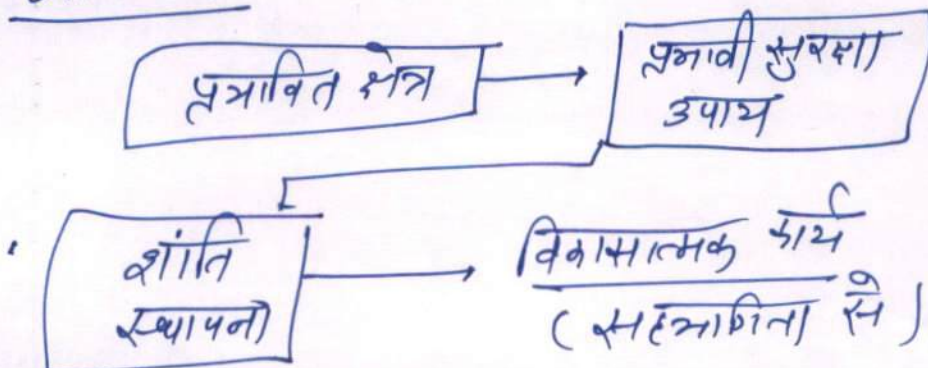 प्रभावित क्षेत्र
प्रभावी सुरक्षा
उपाय
शांति
स्थापना
विकासात्मक कार्य
(सहभागिता से)